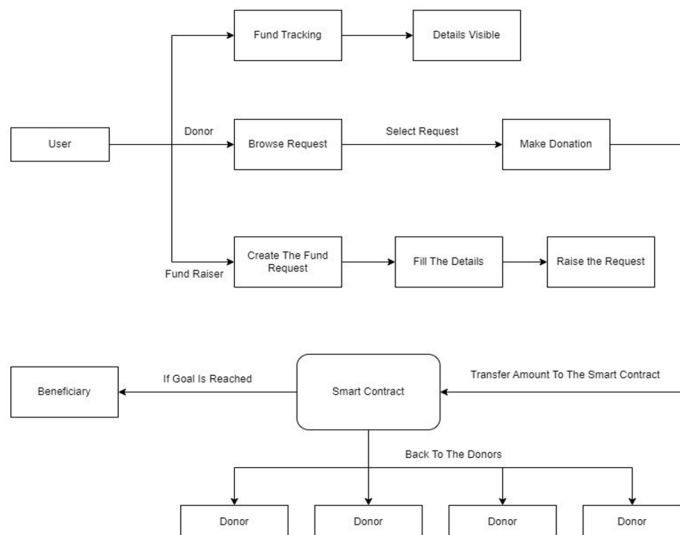 Fund Tracking
Details Visible
User
Donor
Browse Request
Select Request
Make Donation
Fund Raiser
Create The Fund
Request
Fill The Details
Raise the Request
Beneficiary
If Goal Is Reached
Smart Contract
Transfer Amount To The Smart Contract
Back To The Donors
Donor
Donor
Donor
Donor